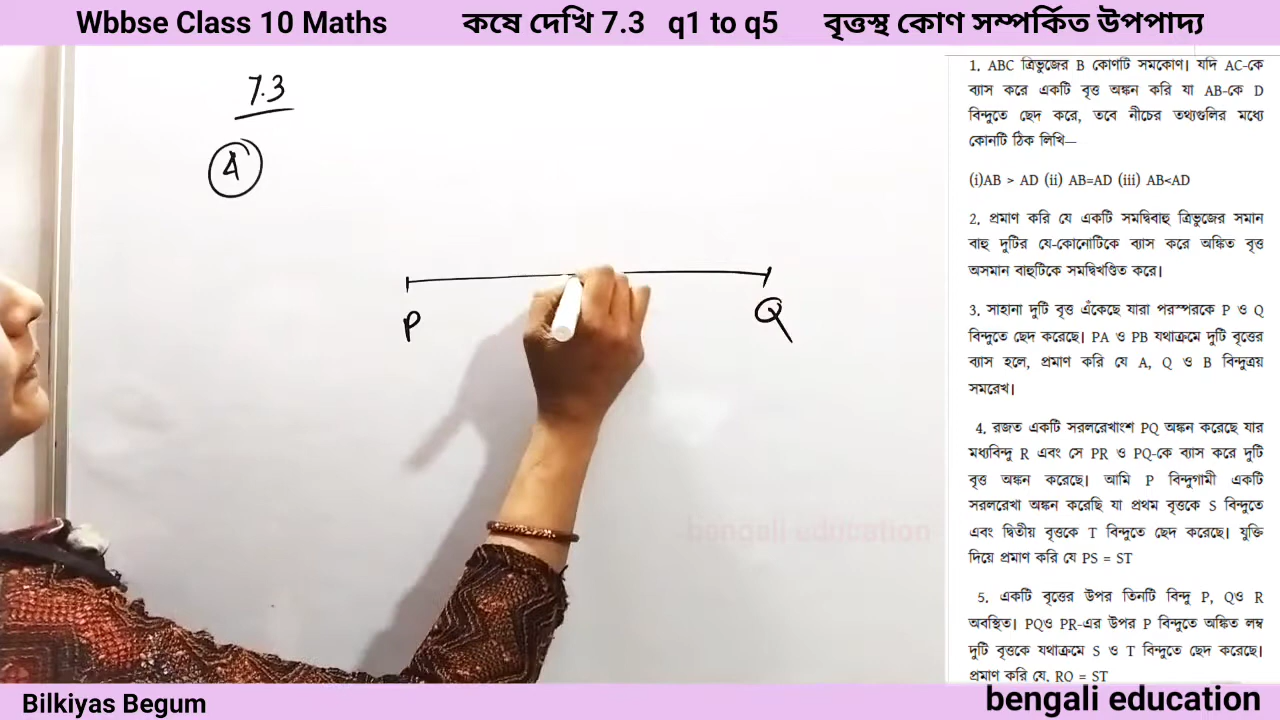 Wbbse Class 10 Maths কষে দেখি 7.3 q1 to q5 বৃত্তস্থ কোণ সম্পর্কিত উপপাদ্য
7.3
4
P
Q
1. ABC ত্রিভুজের B কোণটি সমকোণ। যদি AC-কে
ব্যাস করে একটি বৃত্ত অঙ্কন করি যা AB-কে D
বিন্দুতে ছেদ করে, তবে নীচের তথ্যগুলির মধ্যে
কোনটি ঠিক লিখি—
(i)AB > AD (ii) AB=AD (iii) AB<AD
2. প্রমাণ করি যে একটি সমদ্বিবাহু ত্রিভুজের সমান
বাহু দুটির যে-কোনোটিকে ব্যাস করে অঙ্কিত বৃত্ত
অসমান বাহুটিকে সমদ্বিখণ্ডিত করে।
3. সাহানা দুটি বৃত্ত এঁকেছে যারা পরস্পরকে P ও Q
বিন্দুতে ছেদ করেছে। PA ও PB যথাক্রমে দুটি বৃত্তের
ব্যাস হলে, প্রমাণ করি যে A, Q ও B বিন্দুত্রয়
সমরেখ।
4. রজত একটি সরলরেখাংশ PQ অঙ্কন করেছে যার
মধ্যবিন্দু R এবং সে PR ও PQ-কে ব্যাস করে দুটি
বৃত্ত অঙ্কন করেছে। আমি P বিন্দুগামী একটি
সরলরেখা অঙ্কন করেছি যা প্রথম বৃত্তকে S বিন্দুতে
এবং দ্বিতীয় বৃত্তকে T বিন্দুতে ছেদ করেছে। যুক্তি
দিয়ে প্রমাণ করি যে PS = ST
5. একটি বৃত্তের উপর তিনটি বিন্দু P, Qও R
অবস্থিত। PQও PR-এর উপর P বিন্দুতে অঙ্কিত লম্ব
দুটি বৃত্তকে যথাক্রমে S ও T বিন্দুতে ছেদ করেছে।
প্রমাণ করি যে, RQ = ST
bengali education
Bilkiyas Begum
bengali education